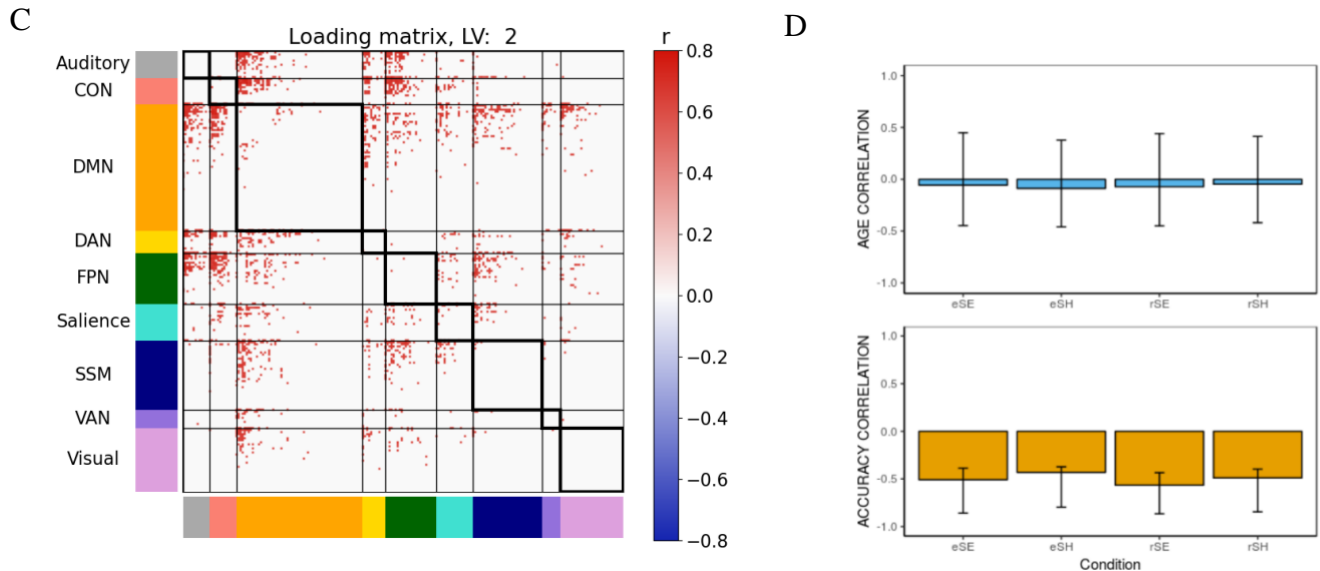 C
Loading matrix, LV: 2
r
Auditory
CON
DMN
DAN
FPN
Salience
SSM
VAN
Visual
0.8
0.6
0.4
0.2
0.0
−0.2
−0.4
−0.6
−0.8
D
AGE CORRELATION
1.0
0.5
0.0
-0.5
-1.0
eSE eSH rSE rSH
ACCURACY CORRELATION
1.0
0.5
0.0
-0.5
-1.0
eSE eSH rSE rSH
Condition